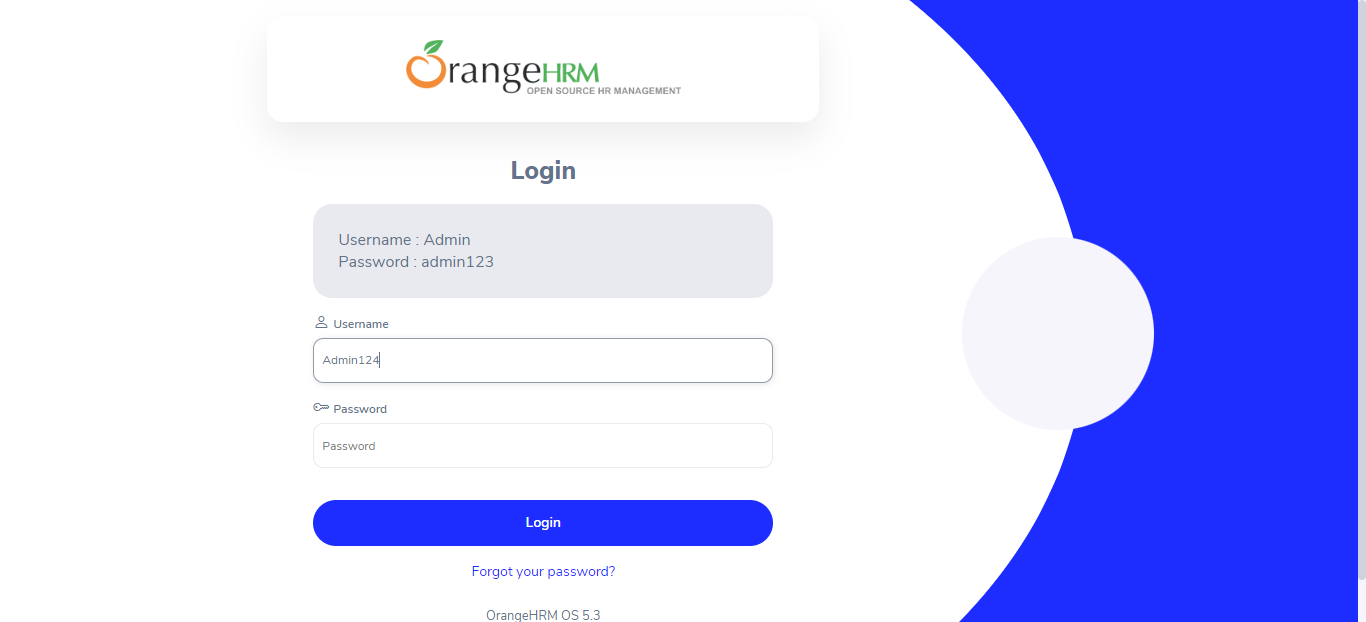 OrangeHRM
OPEN SOURCE HR MANAGEMENT
Login
Username : Admin
Password : admin123
Username
Admin124
Password
Password
Login
Forgot your password?
OrangeHRM OS 5.3